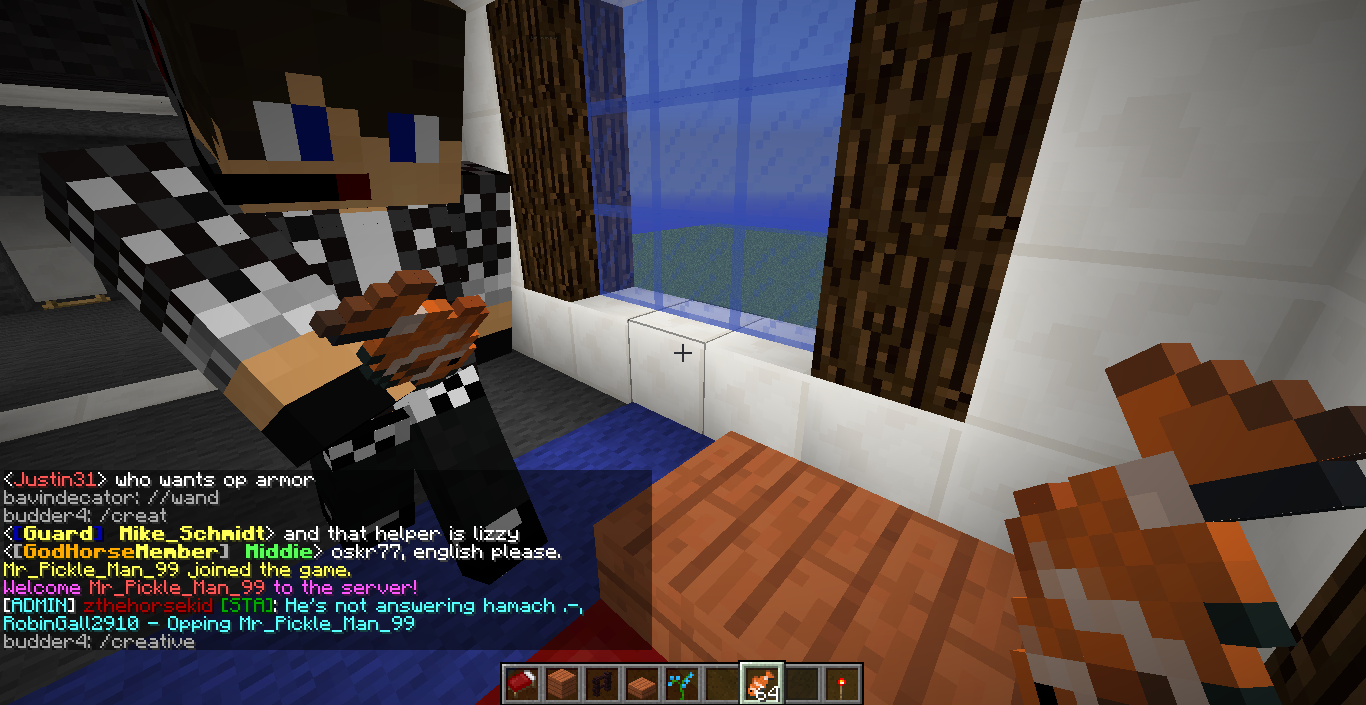 <Justin31> who wants op armor
bavindecator: //wand
budder4: /creat
<[Guard] Mike_Schmidt> and that helper is lizzy
<[GodHorseMember] Middie> oskr77, english please.
Mr_Pickle_Man_99 joined the game.
Welcome Mr_Pickle_Man_99 to the server!
[ADMIN] zthehorsekid [STA]: He's not answering hamach .-,
RobinGall2910 - Opping Mr_Pickle_Man_99
budder4: /creative
64